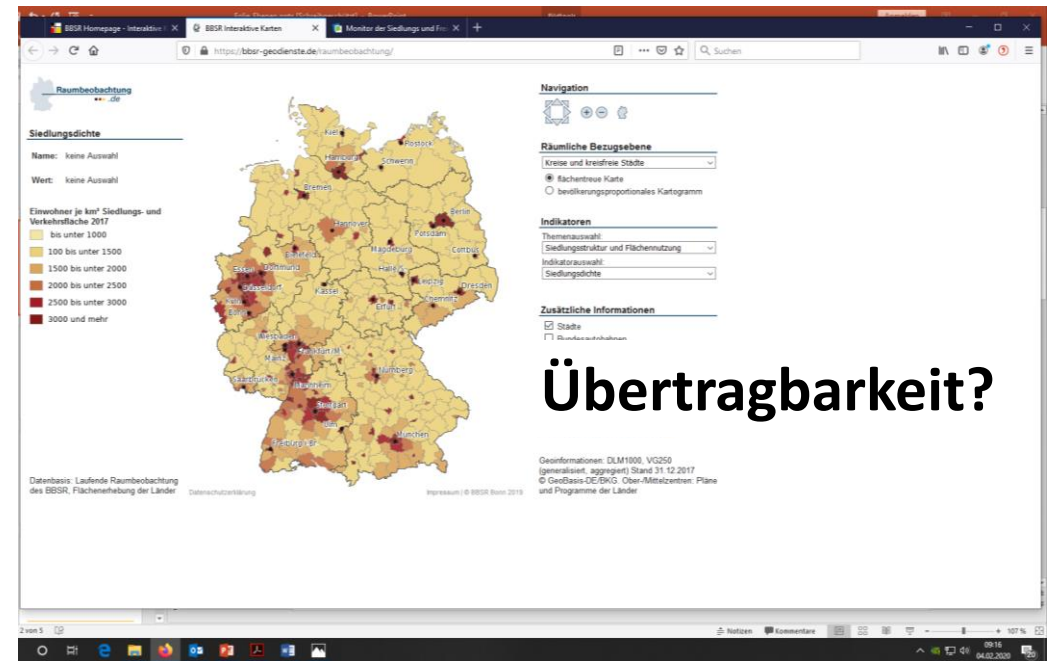 BBSR Homepage - Interaktive
BBSR Interaktive Karten
Monitor der Siedlungs und Fre
https://bbsr-geodienste.de/raumbeobachtung/
Suchen
Raumbeobachtung
.de
Siedlungsdichte
Name: keine Auswahl
Wert: keine Auswahl
Einwohner je km² Siedlungs- und
Verkehrsfläche 2017
bis unter 1000
100 bis unter 1500
1500 bis unter 2000
2000 bis unter 2500
2500 bis unter 3000
3000 und mehr
Datenbasis: Laufende Raumbeobachtung
des BBSR, Flächenerhebung der Länder
Kiel
Rostock
Hamburg
Schwerin
Bremen
Berlin
Hannover
Potsdam
Bielefeld
Magdeburg
Cottbus
Essen
Dortmund
Halle/S.
Leipzig
Düsseldorf
Kassel
Dresden
Köln
Erfurt
Chemnitz
Bonn
Wiesbaden
Frankfurt/M.
Mainz
Saarbrücken
Mannheim
Nürnberg
Stuttgart
Ulm
München
Freiburg i.Br.
Datenschutzerklärung
Impressum | © BBSR Bonn 2019
Navigation
Räumliche Bezugsebene
Kreise und kreisfreie Städte
flächentreue Karte
bevölkerungsproportionales Kartogramm
Indikatoren
Themenauswahl:
Siedlungsstruktur und Flächennutzung
Indikatorauswahl:
Siedlungsdichte
Zusätzliche Informationen
Städte
Bundesautobahnen
Übertragbarkeit?
Geoinformationen: DLM1000, VG250
(generalisiert, aggregiert) Stand 31.12.2017
© GeoBasis-DE/BKG. Ober-/Mittelzentren: Pläne
und Programme der Länder
2 von 5
Notizen
Kommentare
107 %
09:16
04.02.2020